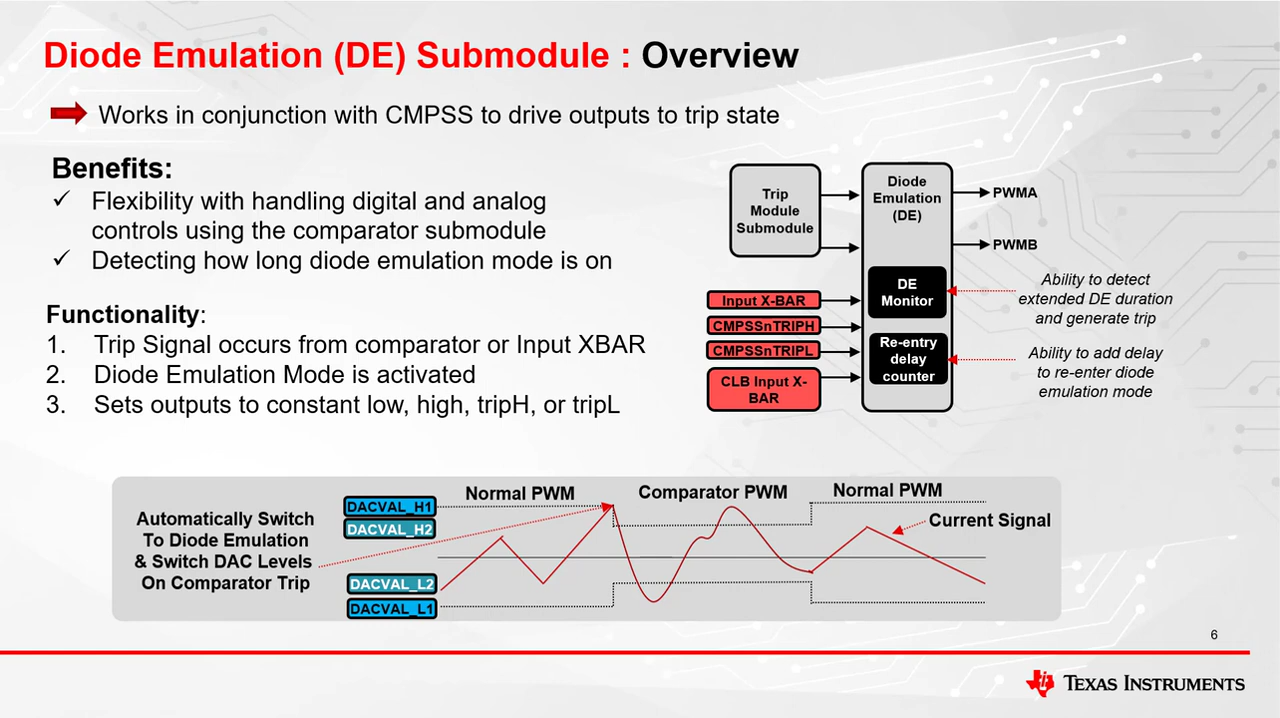 Diode Emulation (DE) Submodule : Overview
Works in conjunction with CMPSS to drive outputs to trip state
Benefits:
✓ Flexibility with handling digital and analog
controls using the comparator submodule
✓ Detecting how long diode emulation mode is on
Functionality:
1. Trip Signal occurs from comparator or Input XBAR
2. Diode Emulation Mode is activated
3. Sets outputs to constant low, high, tripH, or tripL
Trip
Module
Submodule
Diode
Emulation
(DE)
PWMA
PWMB
DE
Monitor
Re-entry
delay
counter
Input X-BAR
CMPSSnTRIPH
CMPSSnTRIPL
CLB Input X-
BAR
Ability to detect
extended DE duration
and generate trip
Ability to add delay
to re-enter diode
emulation mode
Automatically Switch
To Diode Emulation
& Switch DAC Levels
On Comparator Trip
DACVAL_H1
DACVAL_H2
DACVAL_L2
DACVAL_L1
Normal PWM
Comparator PWM
Normal PWM
Current Signal
6
TEXAS INSTRUMENTS